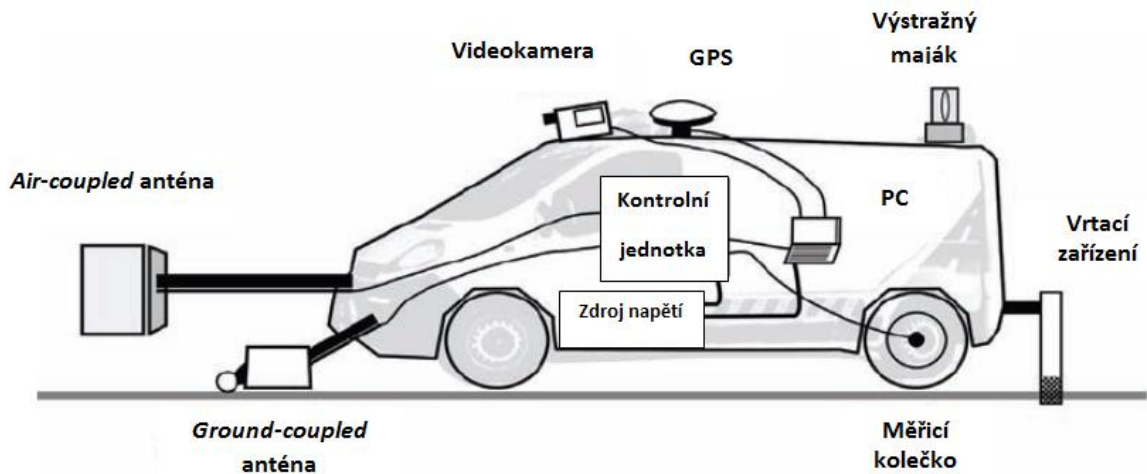 Výstražný
maják
Videokamera
GPS
Air-coupled anténa
Kontrolní
jednotka
PC
Vrtací
zařízení
Zdroj napětí
Ground-coupled
anténa
Měřicí
kolečko